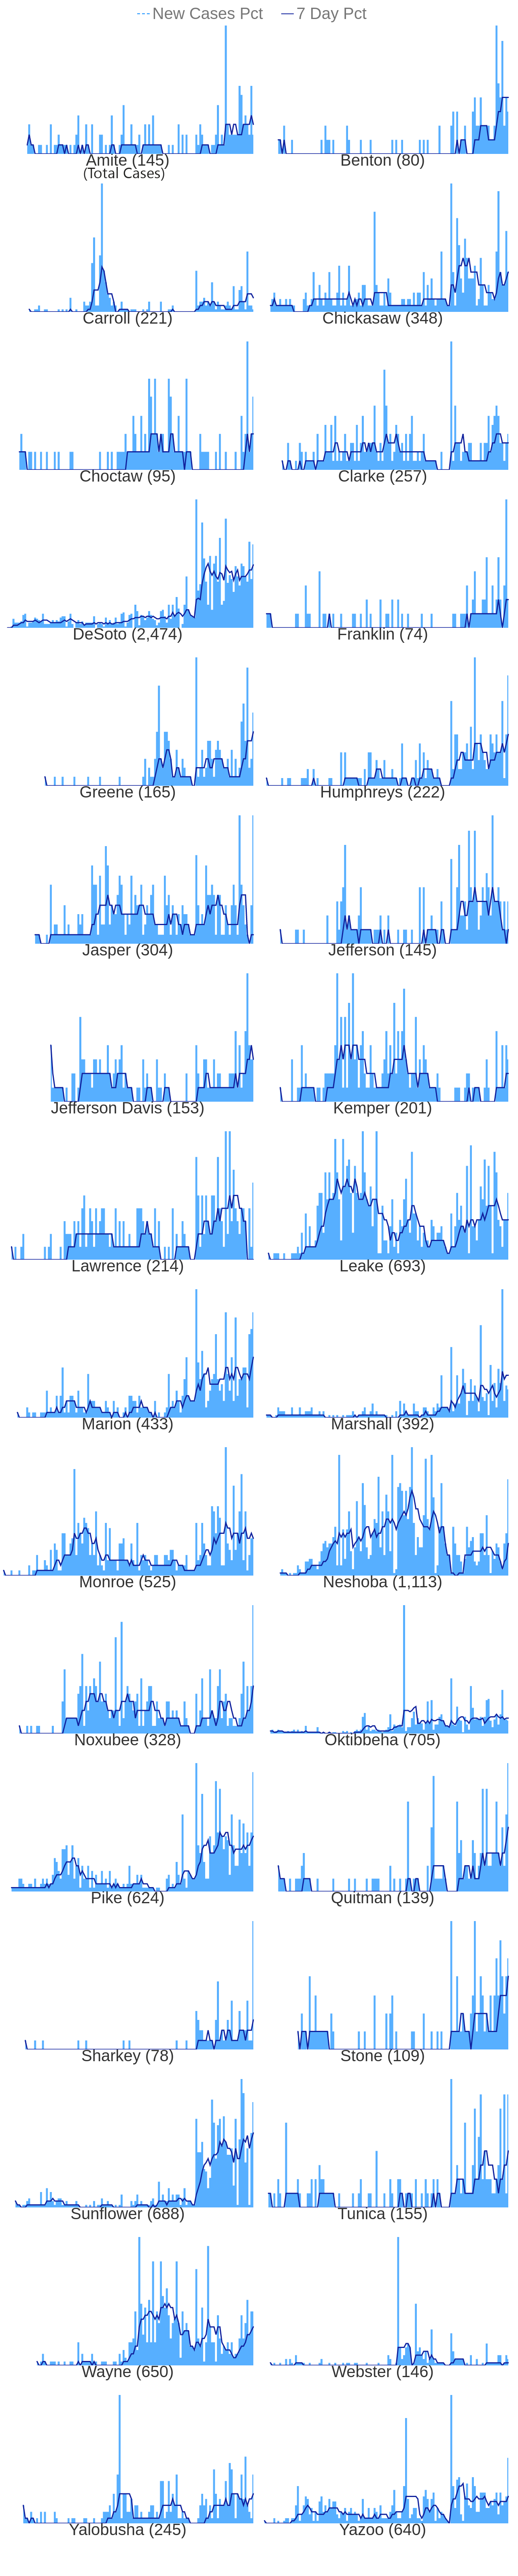 New Cases Pct 7 Day Pct
Amite (145) Benton (80)
(Total Cases)
Carroll (221) Chickasaw (348)
Choctaw (95) Clarke (257)
DeSoto (2,474) Franklin (74)
Greene (165) Humphreys (222)
Jasper (304) Jefferson (145)
Jefferson Davis (153) Kemper (201)
Lawrence (214) Leake (693)
Marion (433) Marshall (392)
Monroe (525) Neshoba (1,113)
Noxubee (328) Oktibbeha (705)
Pike (624) Quitman (139)
Sharkey (78) Stone (109)
Sunflower (688) Tunica (155)
Wayne (650) Webster (146)
Yalobusha (245) Yazoo (640)